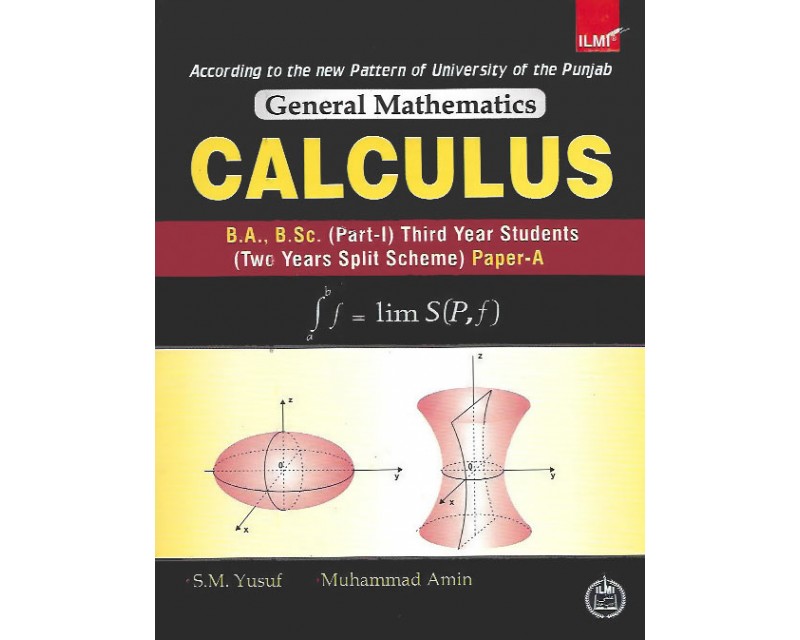 ILMI®
According to the new Pattern of University of the Punjab
General Mathematics
CALCULUS
B.A., B.Sc. (Part-I) Third Year Students
(Two Years Split Scheme) Paper-A
∫ₐᵇ f = lim S(P, f)
z
z
0
y
x
0
y
x
S.M. Yusuf Muhammad Amin
ILMI